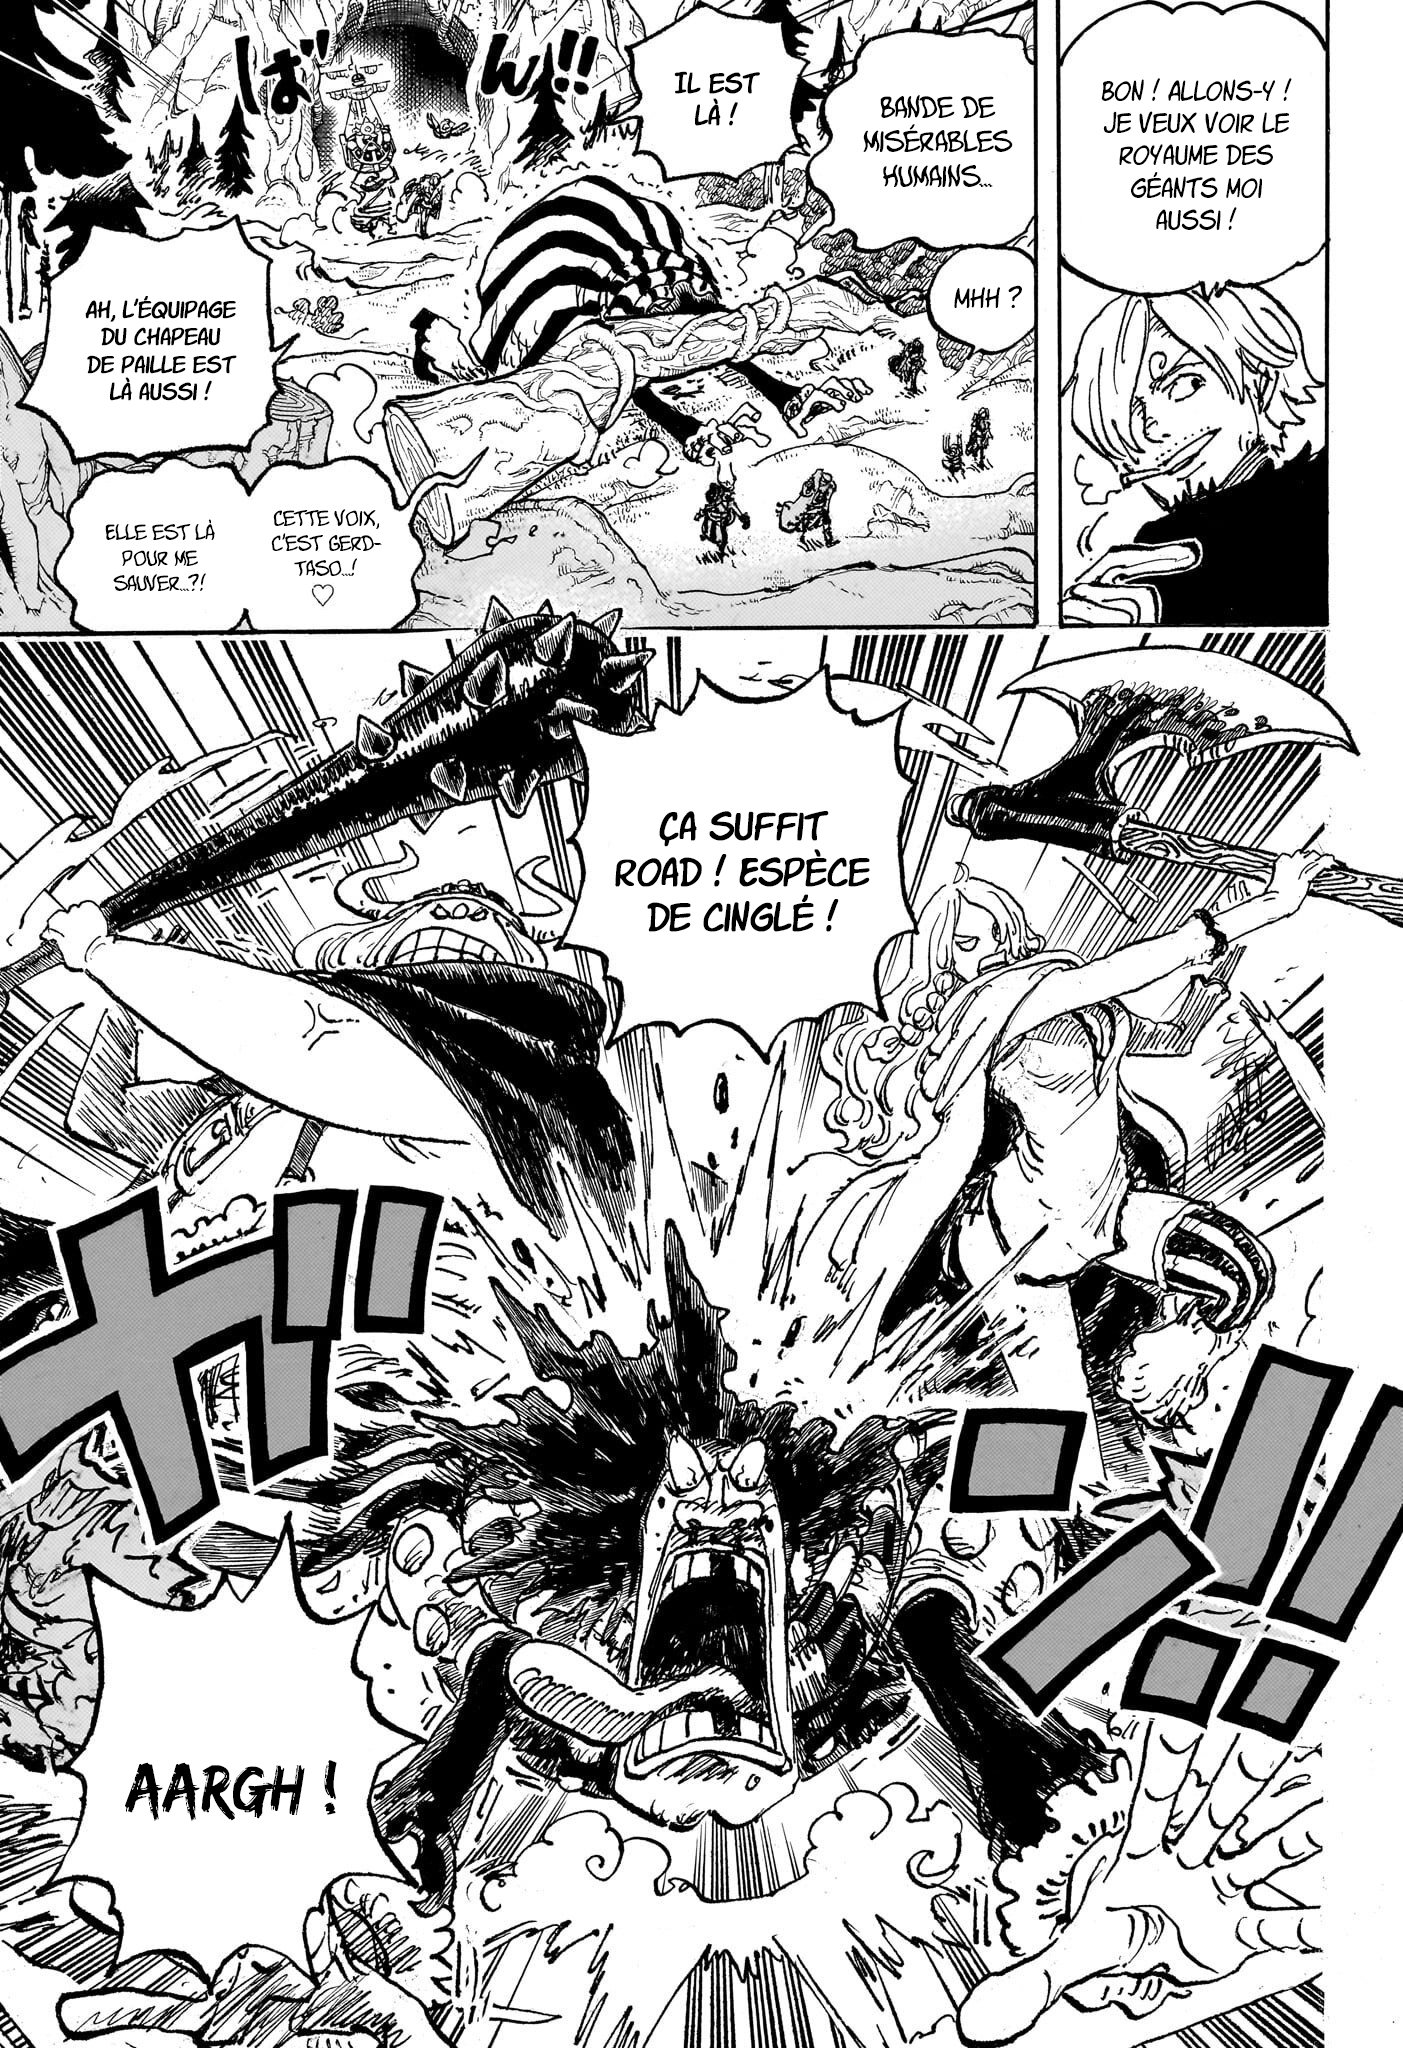 BON ! ALLONS-Y !
JE VEUX VOIR LE
ROYAUME DES
GÉANTS MOI
AUSSI !
BANDE DE
MISÉRABLES
HUMAINS...
MHH ?
IL EST
LÀ !
ばん!!
AH, L'ÉQUIPAGE
DU CHAPEAU
DE PAILLE EST
LÀ AUSSI !
CETTE VOIX,
C'EST GERD-
TASO...!
♡
ELLE EST LÀ
POUR ME
SAUVER...?!
ÇA SUFFIT
ROAD ! ESPÈCE
DE CINGLÉ !
ガン!!
AARGH !